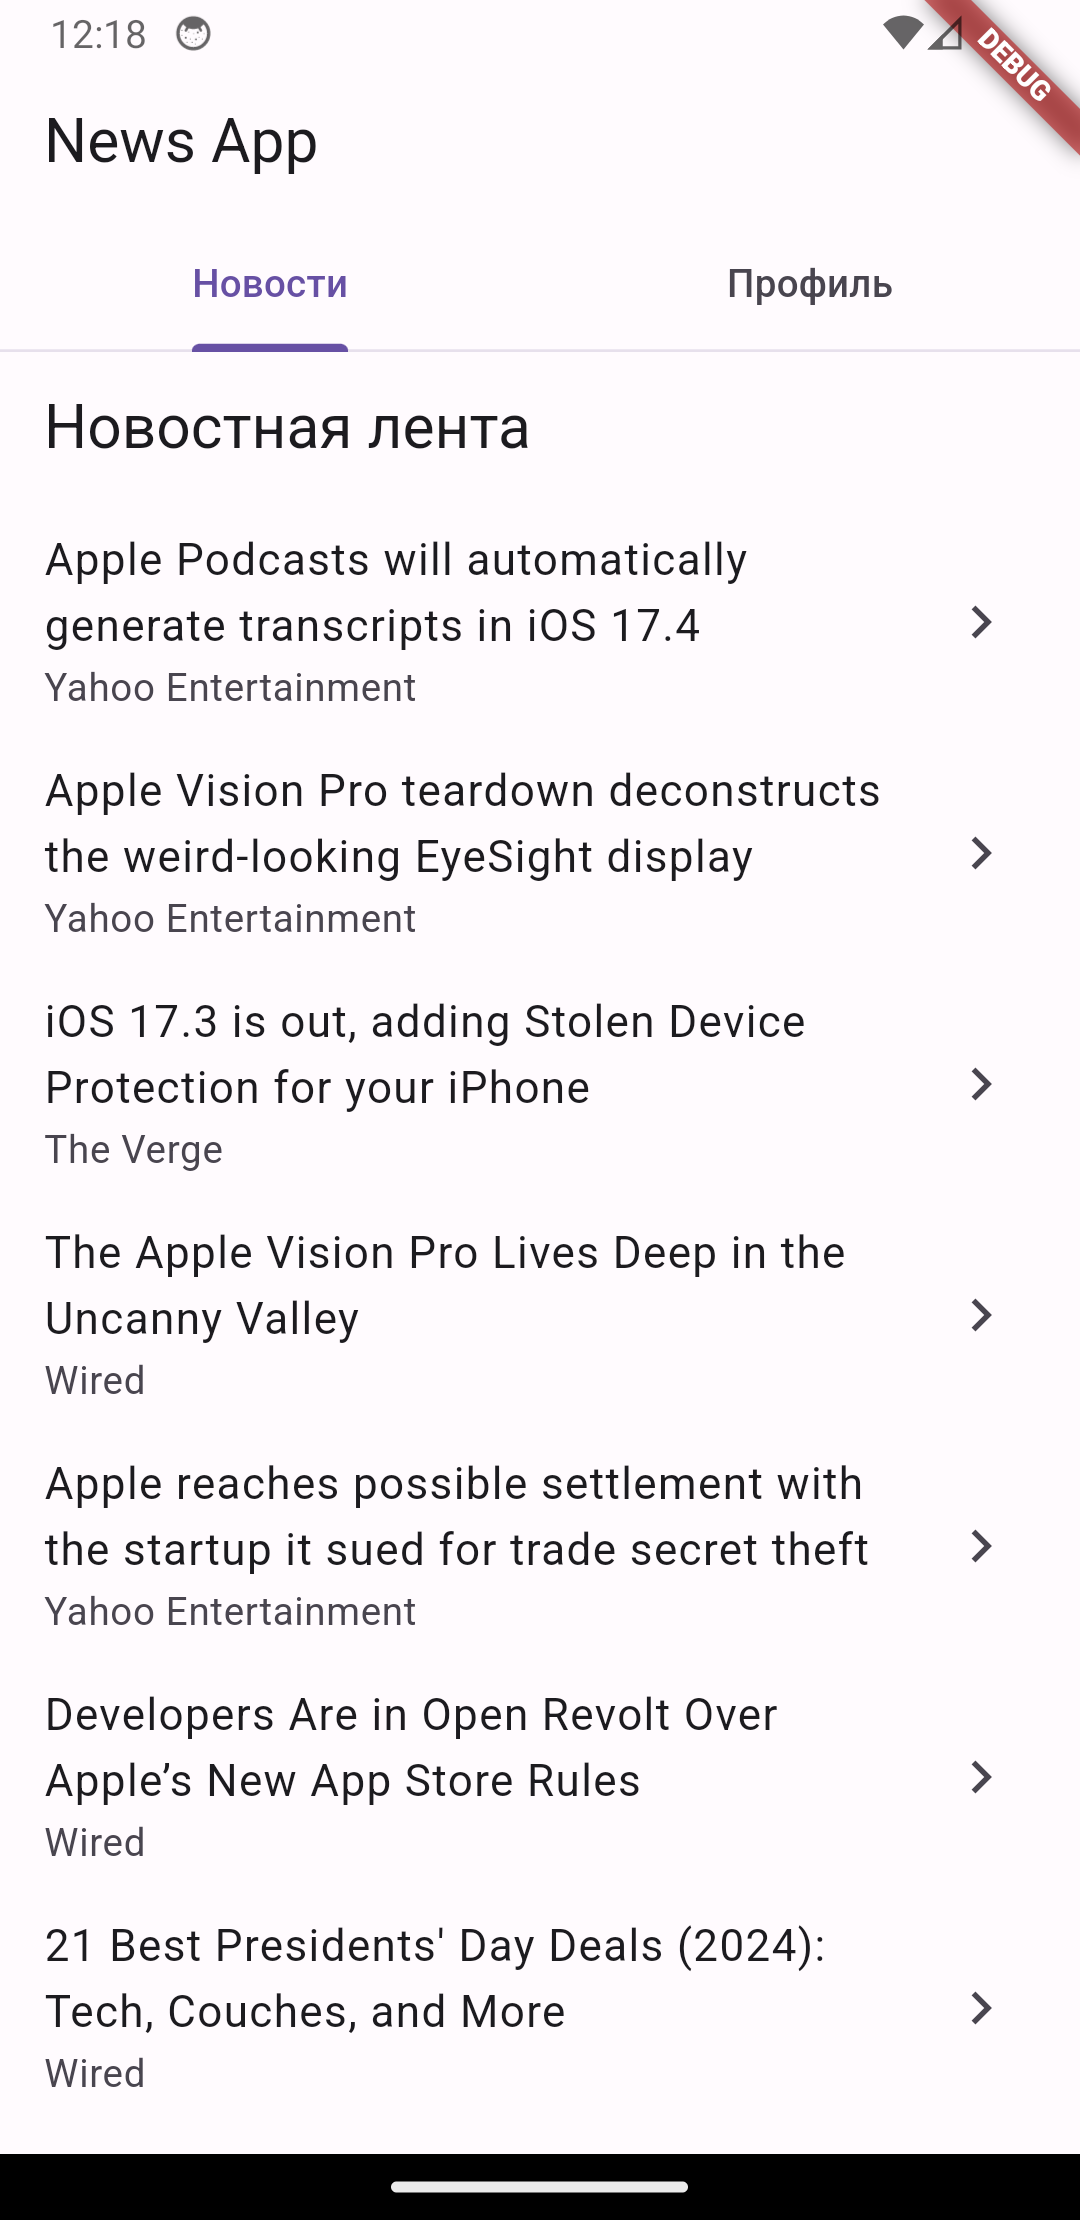 12:18
DEBUG
News App
Новости
Профиль
Новостная лента
Apple Podcasts will automatically
generate transcripts in iOS 17.4
Yahoo Entertainment
Apple Vision Pro teardown deconstructs
the weird-looking EyeSight display
Yahoo Entertainment
iOS 17.3 is out, adding Stolen Device
Protection for your iPhone
The Verge
The Apple Vision Pro Lives Deep in the
Uncanny Valley
Wired
Apple reaches possible settlement with
the startup it sued for trade secret theft
Yahoo Entertainment
Developers Are in Open Revolt Over
Apple’s New App Store Rules
Wired
21 Best Presidents' Day Deals (2024):
Tech, Couches, and More
Wired